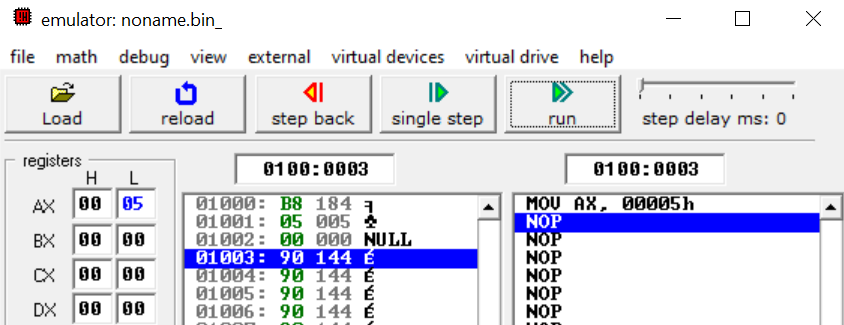 emulator: noname.bin_
file math debug view external virtual devices virtual drive help
Load reload step back single step run step delay ms: 0
registers
H L
0100:0003 0100:0003
AX 00 05
BX 00 00
CX 00 00
DX 00 00
01000: B8 184 ╕
01001: 05 005 ♣
01002: 00 000 NULL
01003: 90 144 É
01004: 90 144 É
01005: 90 144 É
01006: 90 144 É
MOV AX, 00005h
NOP
NOP
NOP
NOP
NOP
NOP